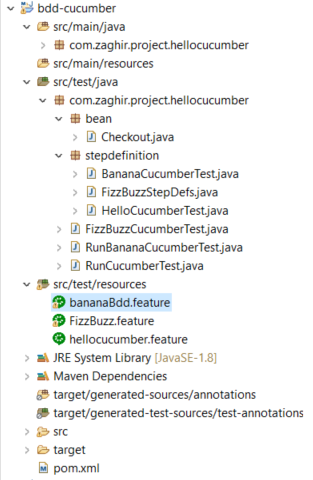 bdd-cucumber
src/main/java
com.zaghir.project.hellocucumber
src/main/resources
src/test/java
com.zaghir.project.hellocucumber
bean
Checkout.java
stepdefinition
BananaCucumberTest.java
FizzBuzzStepDefs.java
HelloCucumberTest.java
FizzBuzzCucumberTest.java
RunBananaCucumberTest.java
RunCucumberTest.java
src/test/resources
bananaBdd.feature
FizzBuzz.feature
hellocucumber.feature
JRE System Library [JavaSE-1.8]
Maven Dependencies
target/generated-sources/annotations
target/generated-test-sources/test-annotations
src
target
pom.xml